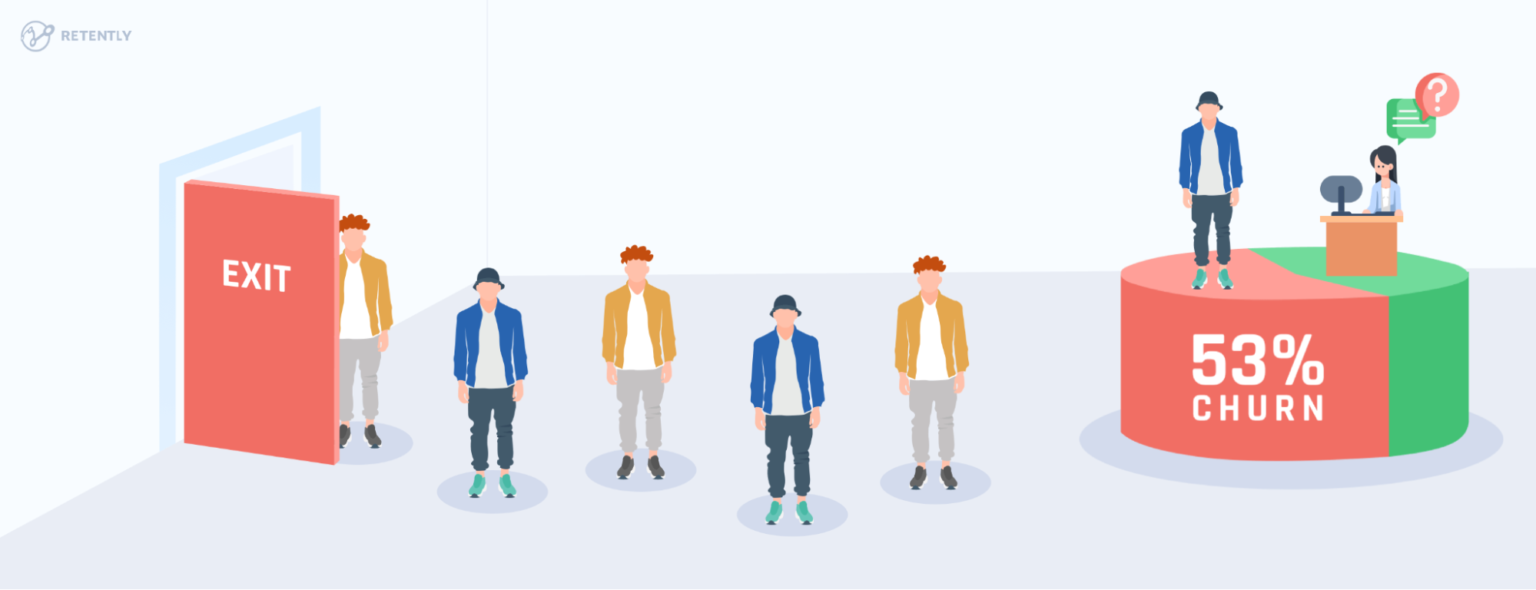 RETENTLY
EXIT
?
53%
CHURN